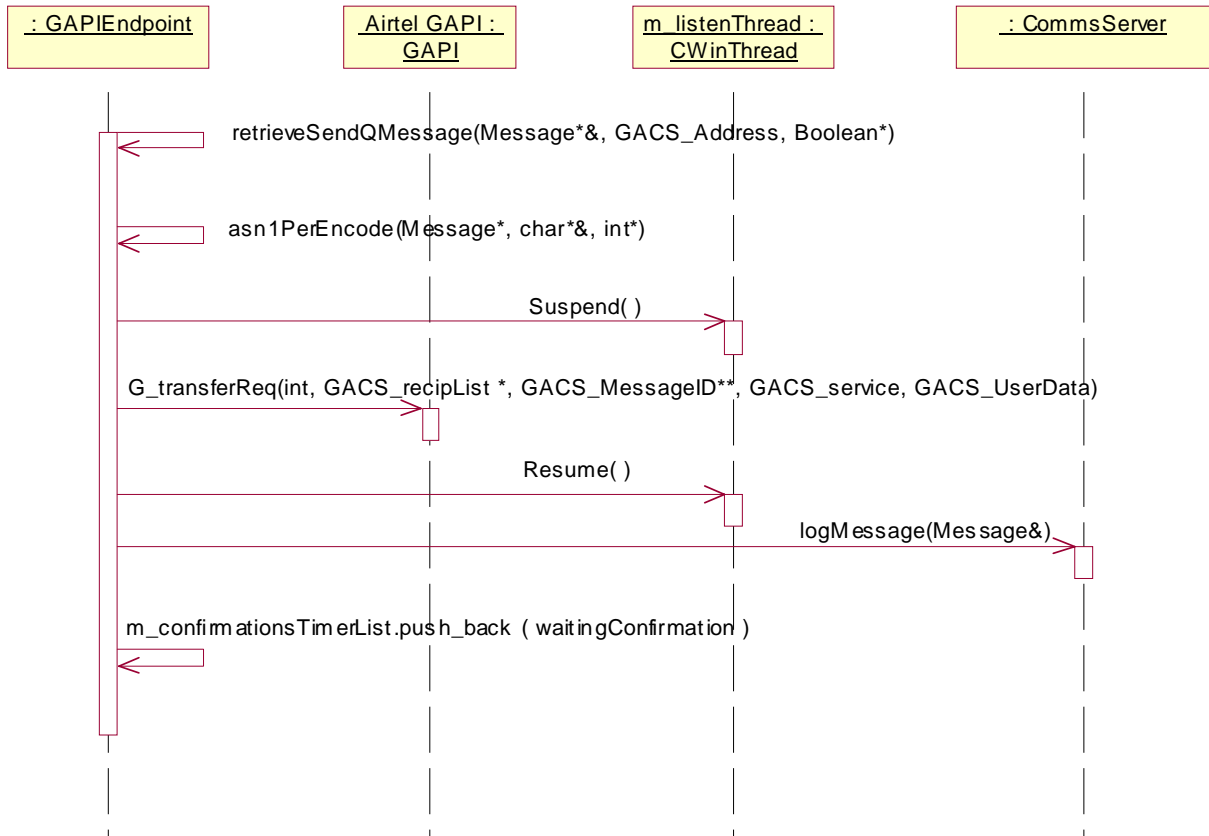 : GAPIEndpoint
Airtel GAPI :
GAPI
m_listenThread :
CWinThread
: CommsServer
retrieveSendQMessage(Message*&, GACS_Address, Boolean*)
asn1PerEncode(Message*, char*&, int*)
Suspend( )
G_transferReq(int, GACS_recipList *, GACS_MessageID**, GACS_service, GACS_UserData)
Resume( )
logMessage(Message&)
m_confirmationsTimerList.push_back ( waitingConfirmation )